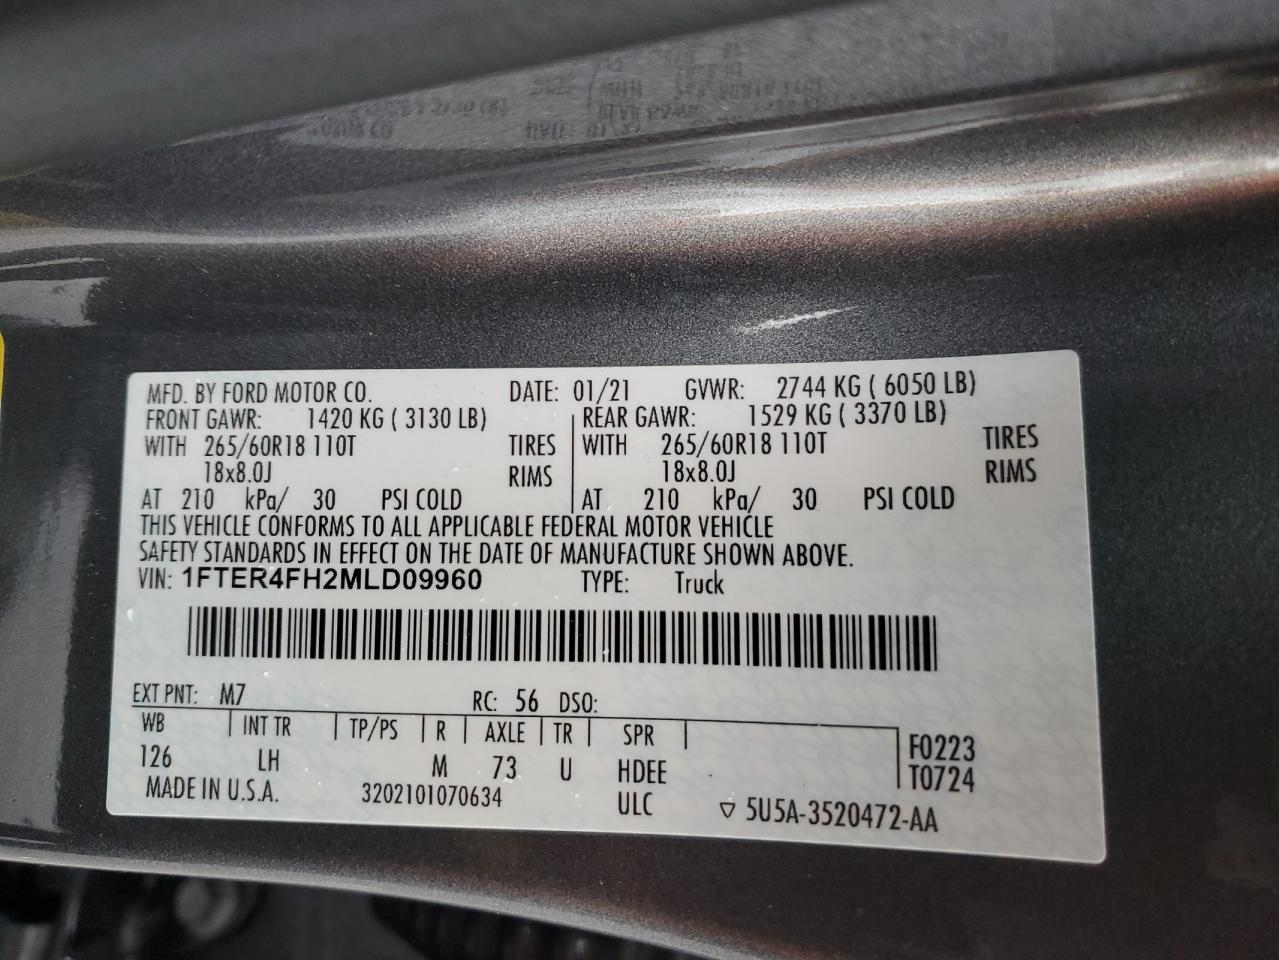 MFD. BY FORD MOTOR CO. DATE: 01/21 GVWR: 2744 KG ( 6050 LB)
FRONT GAWR: 1420 KG ( 3130 LB) REAR GAWR: 1529 KG ( 3370 LB)
WITH 265/60R18 110T TIRES WITH 265/60R18 110T TIRES
18x8.0J RIMS 18x8.0J RIMS
AT 210 kPa/ 30 PSI COLD AT 210 kPa/ 30 PSI COLD
THIS VEHICLE CONFORMS TO ALL APPLICABLE FEDERAL MOTOR VEHICLE
SAFETY STANDARDS IN EFFECT ON THE DATE OF MANUFACTURE SHOWN ABOVE.
VIN: 1FTER4FH2MLD09960 TYPE: Truck
EXT PNT: M7 RC: 56 DSO:
WB INT TR TP/PS R AXLE TR SPR F0223
126 LH M 73 U HDEE T0724
MADE IN U.S.A. 3202101070634 ULC ▽ 5U5A-3520472-AA